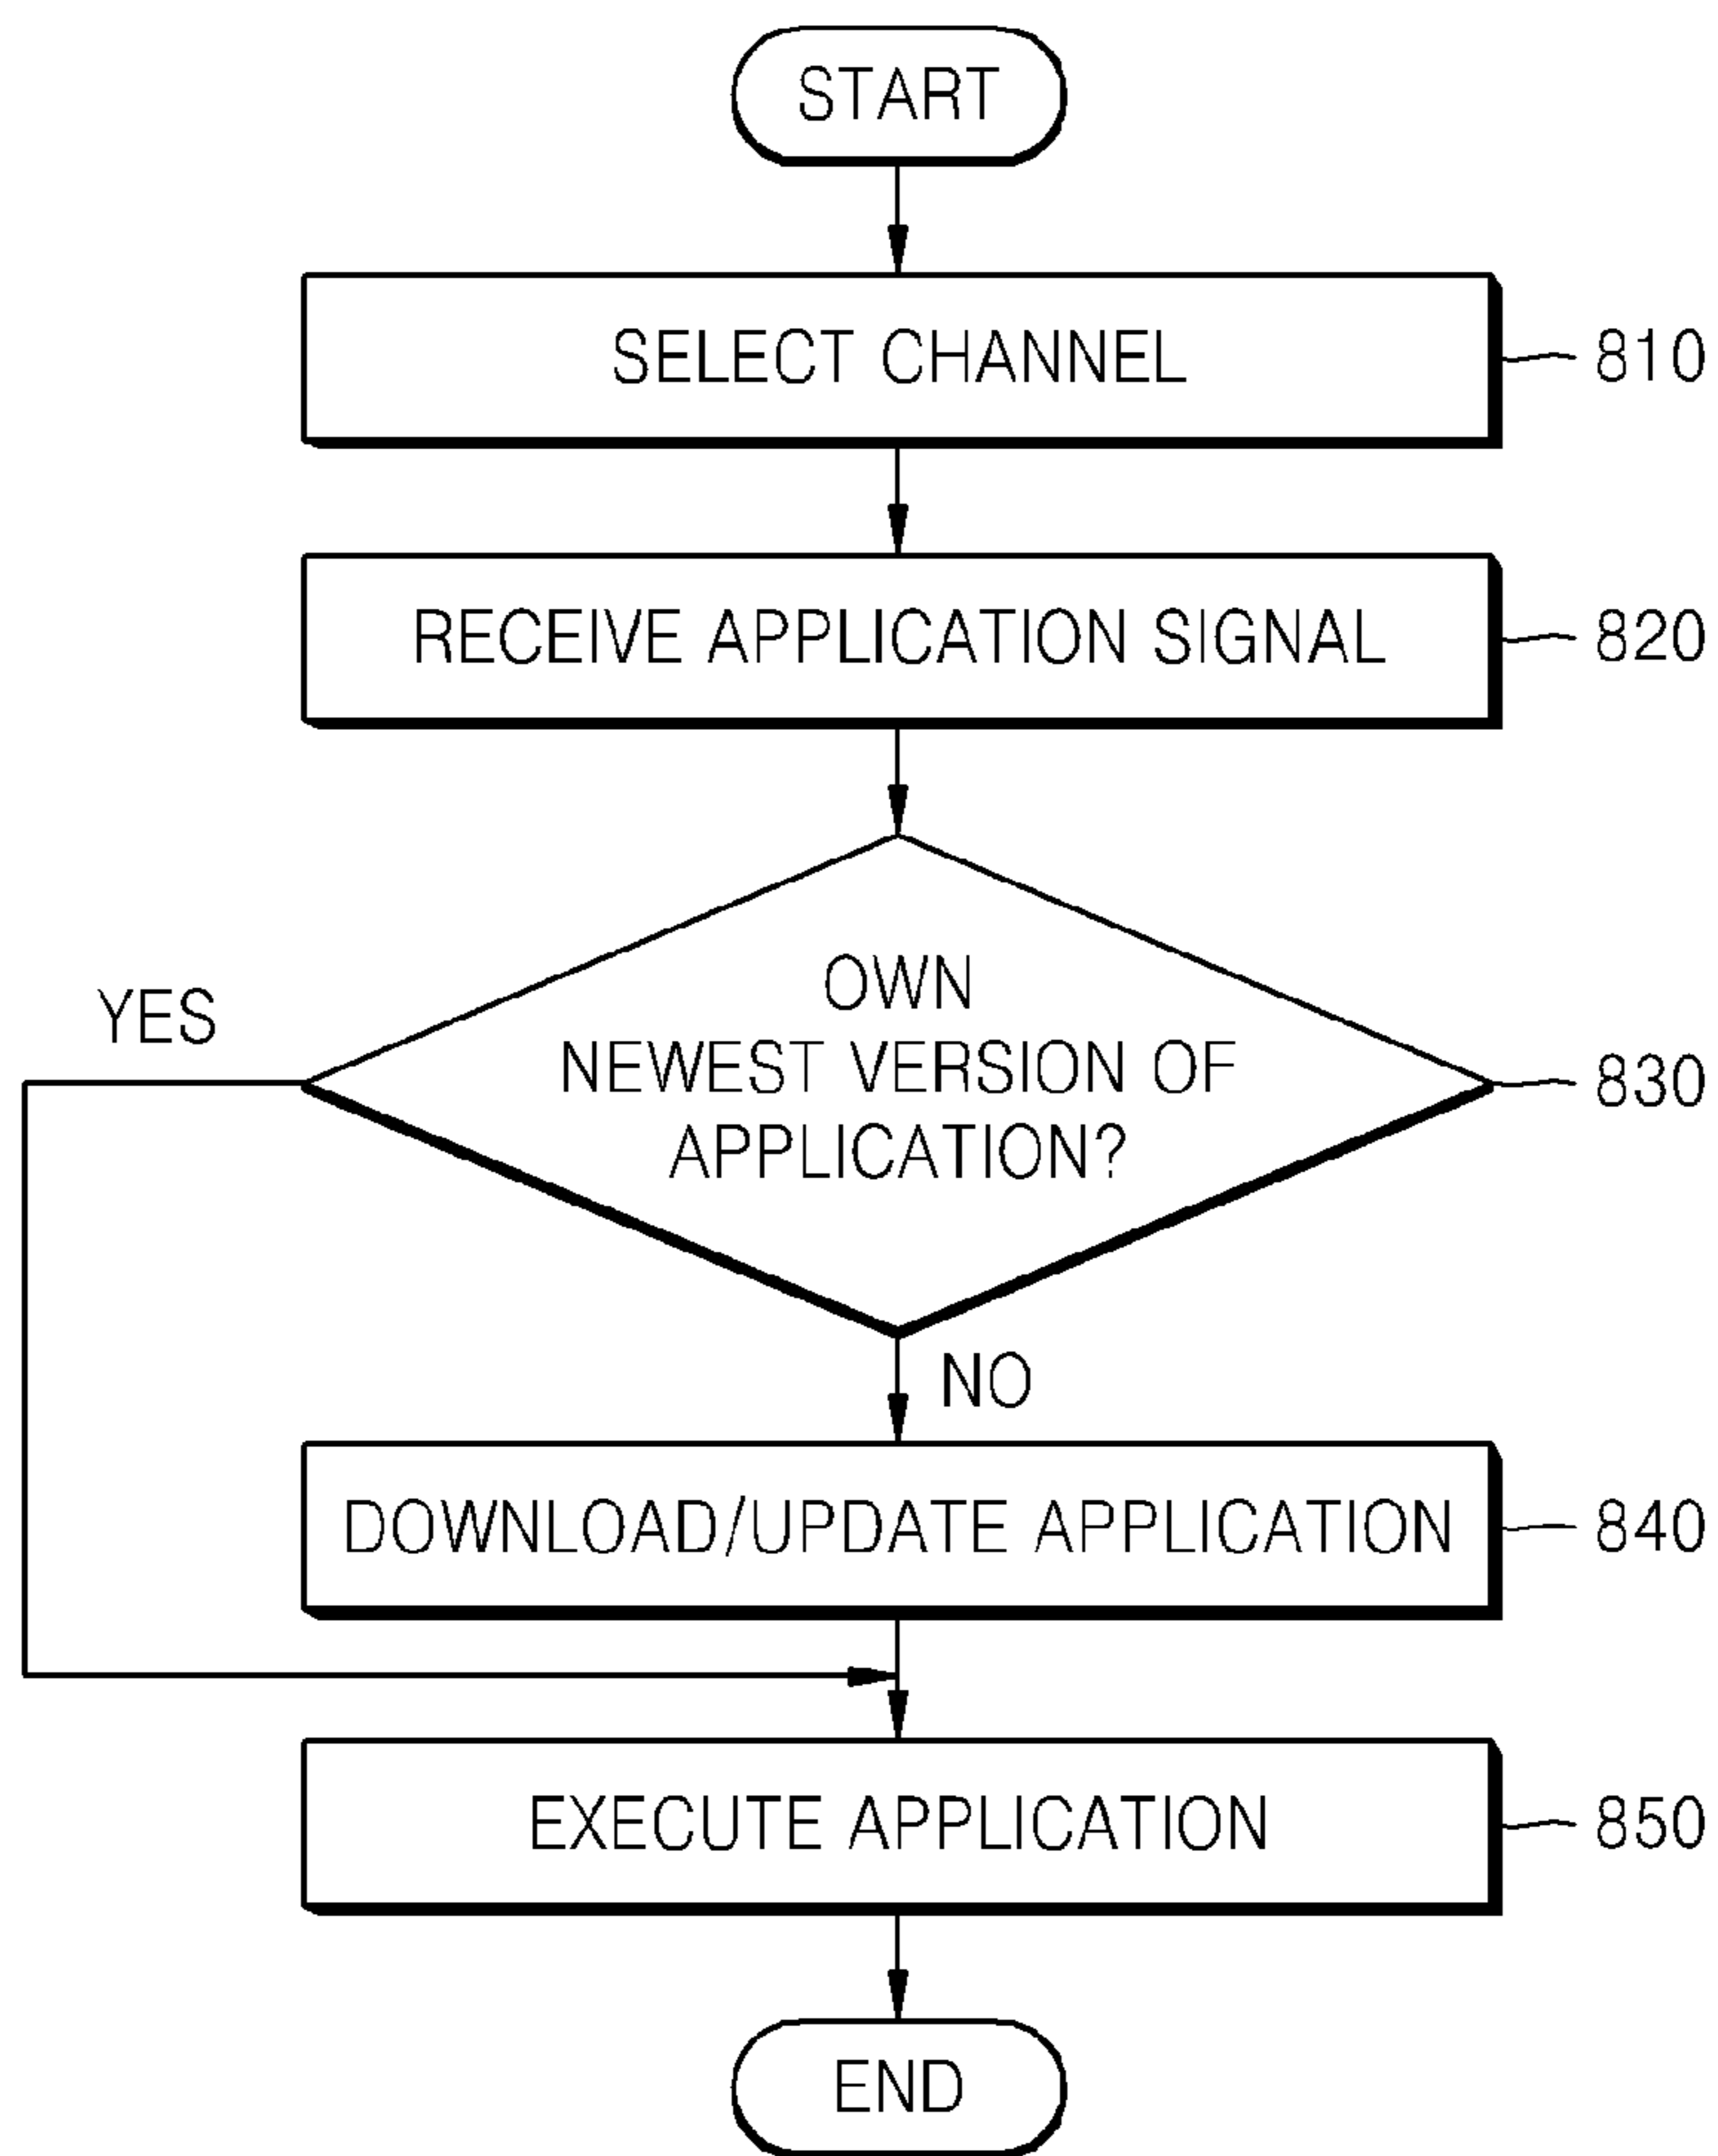 START
SELECT CHANNEL
810
RECEIVE APPLICATION SIGNAL
820
OWN
NEWEST VERSION OF
APPLICATION?
830
YES
NO
DOWNLOAD/UPDATE APPLICATION
840
EXECUTE APPLICATION
850
END